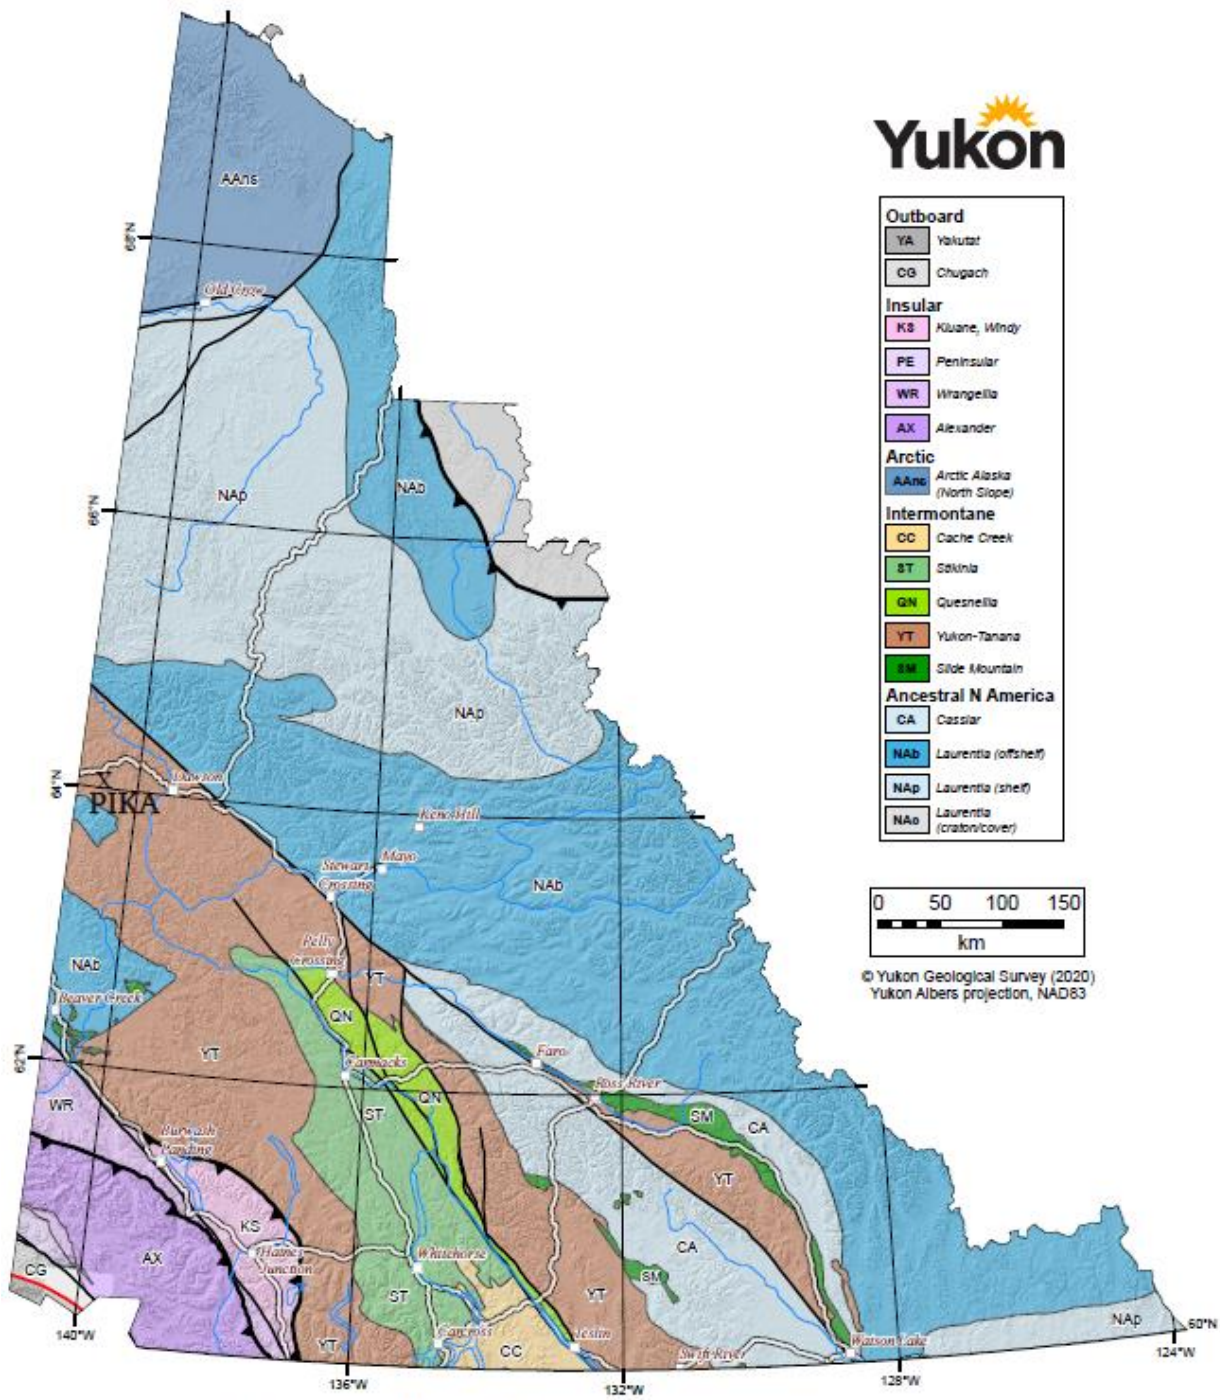 Yukon
Outboard
YA Yakutat
CG Chugach
Insular
KS Kluane, Windy
PE Peninsular
WR Wrangellia
AX Alexander
Arctic
AAns Arctic Alaska
(North Slope)
Intermontane
CC Cache Creek
ST Stikinia
QN Quesnellia
YT Yukon-Tanana
SM Slide Mountain
Ancestral N America
CA Cassiar
NAb Laurentia (offshelf)
NAp Laurentia (shelf)
NAc Laurentia
(craton/cover)
0 50 100 150
km
© Yukon Geological Survey (2020)
Yukon Albers projection, NAD83
AAns
68°N
Old Crow
NAp
NAb
66°N
NAp
64°N
Dawson
X
PIKA
Keno Hill
Stewart
Crossing
Mayo
NAb
Pelly
Crossing
YT
NAb
Beaver Creek
QN
YT
Carmacks
Faro
62°N
Ross River
WR
ST
QN
SM
CA
Burwash
Landing
YT
KS
AX
Haines
Junction
Whitehorse
CA
CG
SM
ST
YT
YT
Carcross
CC
Teslin
Swift River
Watson Lake
NAp
60°N
140°W
136°W
132°W
128°W
124°W